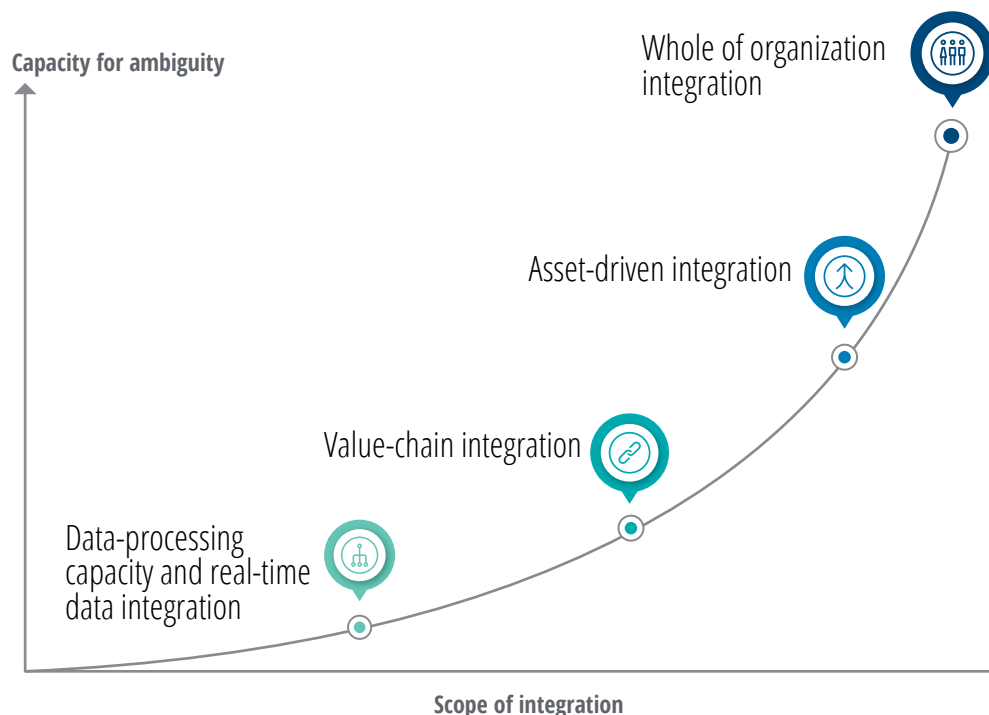 Whole of organization
integration
Capacity for ambiguity
Asset-driven integration
Value-chain integration
Data-processing
capacity and real-time
data integration
Scope of integration